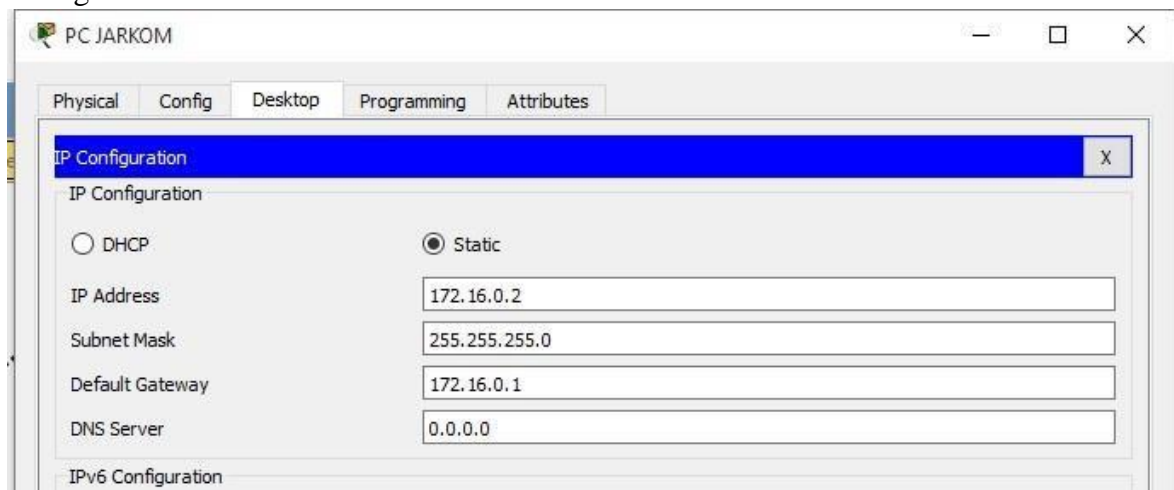 PC JARKOM
Physical Config Desktop Programming Attributes
IP Configuration X
IP Configuration
DHCP Static
IP Address 172.16.0.2
Subnet Mask 255.255.255.0
Default Gateway 172.16.0.1
DNS Server 0.0.0.0
IPv6 Configuration